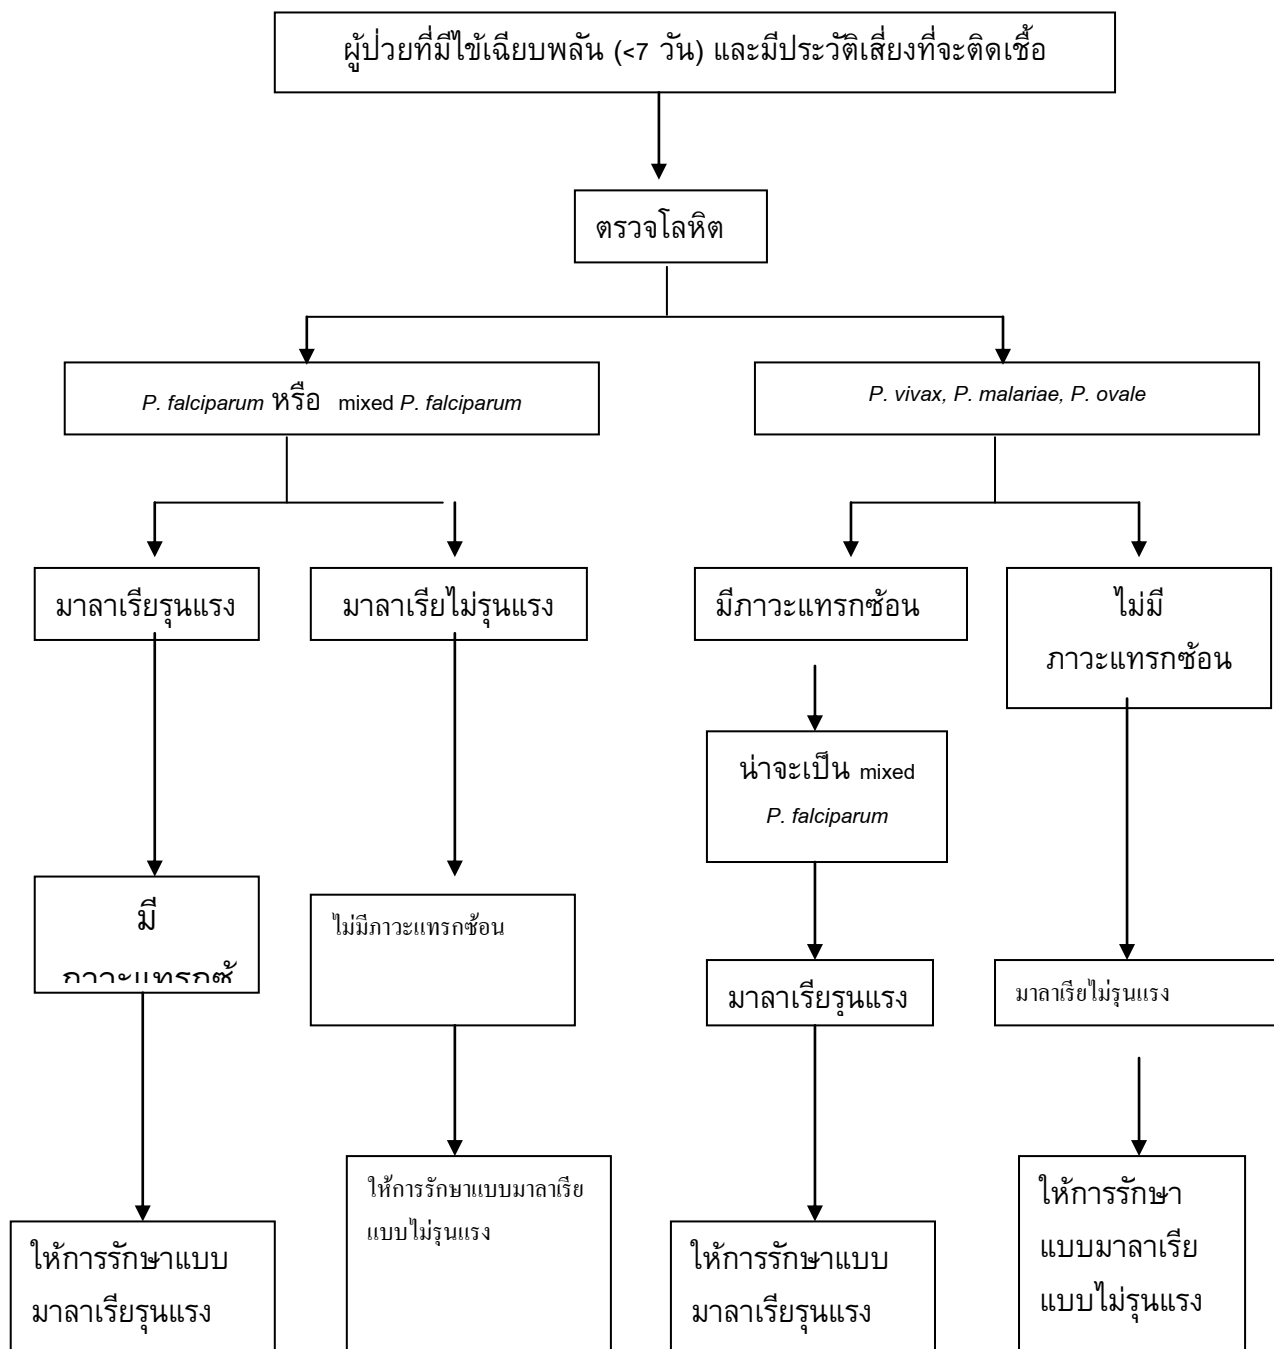 ผู้ป่วยที่มีไข้เฉียบพลัน (<7 วัน) และมีประวัติเสี่ยงที่จะติดเชื้อ
ตรวจโลหิต
P. falciparum หรือ mixed P. falciparum
P. vivax, P. malariae, P. ovale
มาลาเรียรุนแรง
มาลาเรียไม่รุนแรง
มีภาวะแทรกซ้อน
ไม่มี
ภาวะแทรกซ้อน
น่าจะเป็น mixed
P. falciparum
มี
ภาวะแทรกซ้
ไม่มีภาวะแทรกซ้อน
มาลาเรียรุนแรง
มาลาเรียไม่รุนแรง
ให้การรักษาแบบ
มาลาเรียรุนแรง
ให้การรักษาแบบมาลาเรีย
แบบไม่รุนแรง
ให้การรักษาแบบ
มาลาเรียรุนแรง
ให้การรักษา
แบบมาลาเรีย
แบบไม่รุนแรง